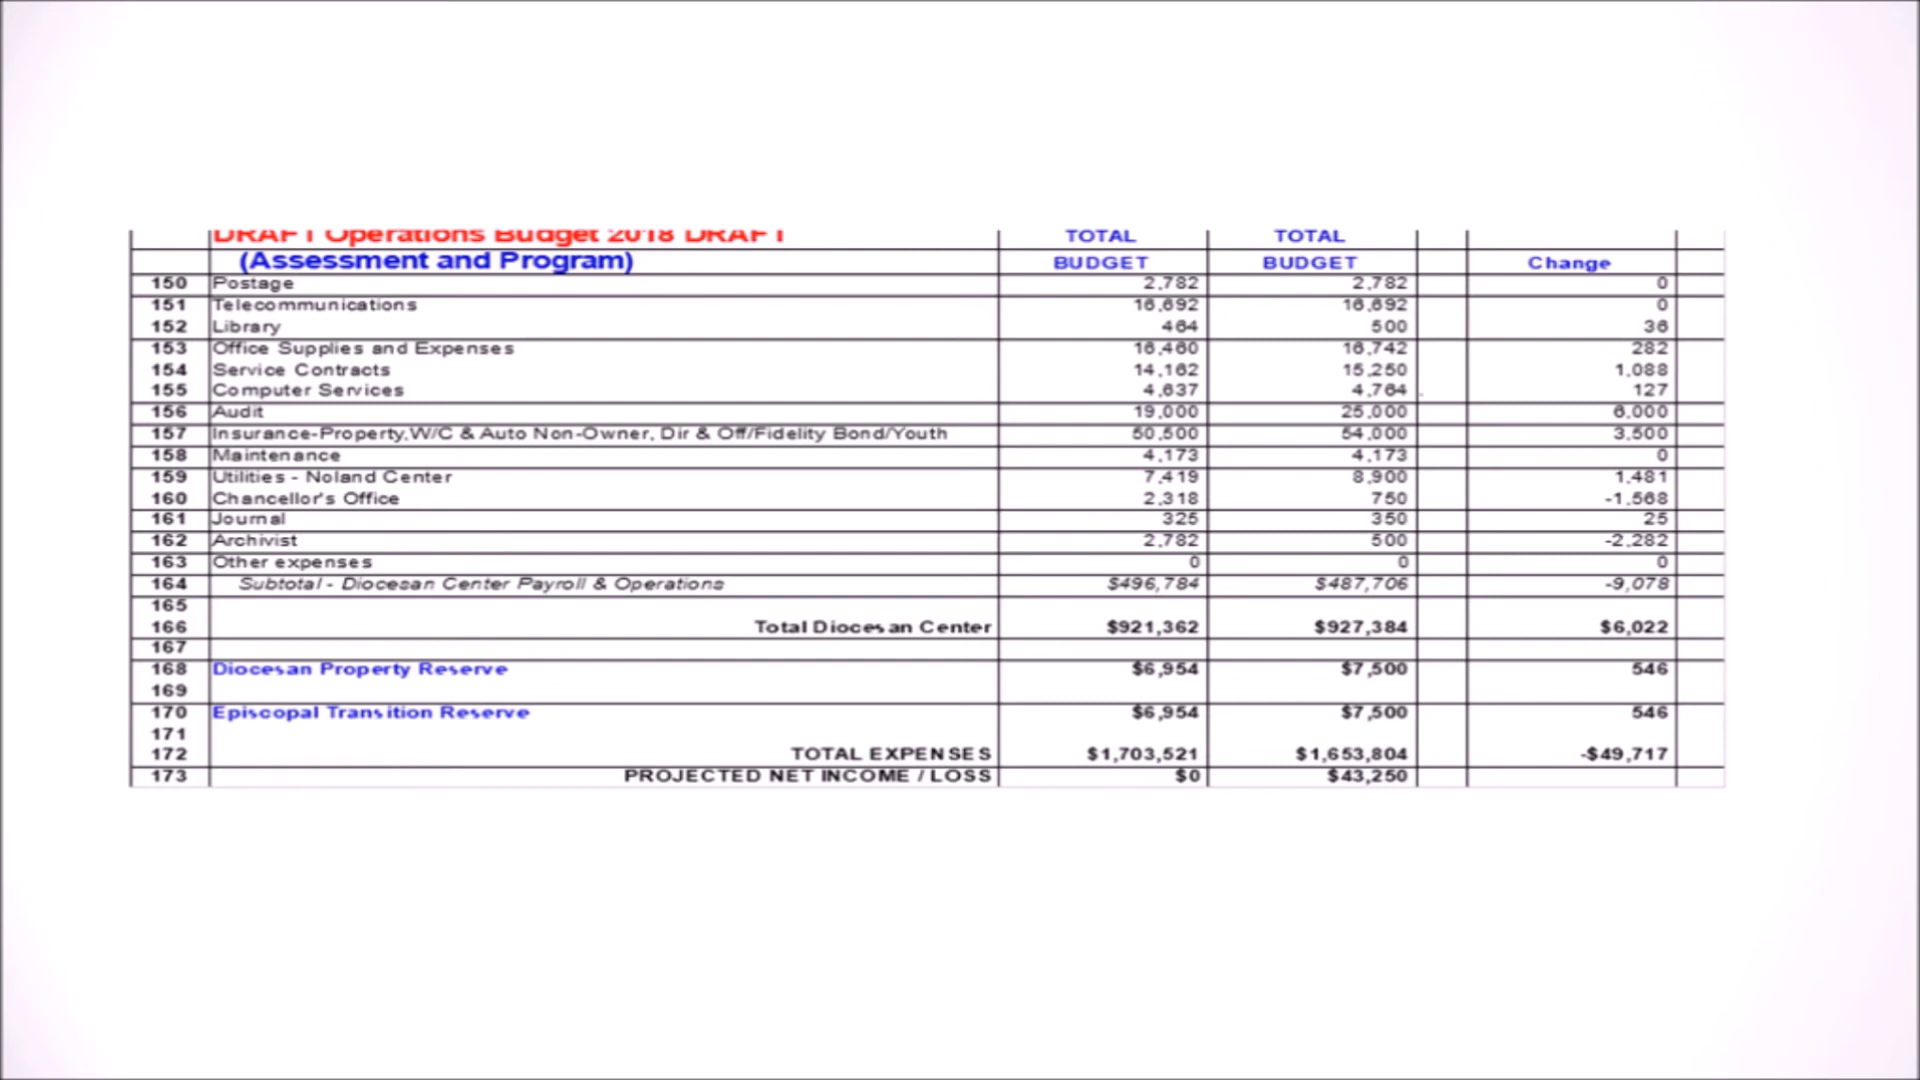 DRAFT Operations Budget 2018 DRAFT TOTAL TOTAL
(Assessment and Program) BUDGET BUDGET Change
150 Postage 2,782 2,782 0
151 Telecommunications 16,692 16,692 0
152 Library 464 500 36
153 Office Supplies and Expenses 16,460 16,742 282
154 Service Contracts 14,162 15,250 1,088
155 Computer Services 4,637 4,764 127
156 Audit 19,000 25,000 6,000
157 Insurance-Property,W/C & Auto Non-Owner, Dir & Off/Fidelity Bond/Youth 50,500 54,000 3,500
158 Maintenance 4,173 4,173 0
159 Utilities - Noland Center 7,419 8,900 1,481
160 Chancellor's Office 2,318 750 -1,568
161 Journal 325 350 25
162 Archivist 2,782 500 -2,282
163 Other expenses 0 0 0
164 Subtotal - Diocesan Center Payroll & Operations $496,784 $487,706 -9,078
165
166 Total Diocesan Center $921,362 $927,384 $6,022
167
168 Diocesan Property Reserve $6,954 $7,500 546
169
170 Episcopal Transition Reserve $6,954 $7,500 546
171
172 TOTAL EXPENSES $1,703,521 $1,653,804 -$49,717
173 PROJECTED NET INCOME / LOSS $0 $43,250